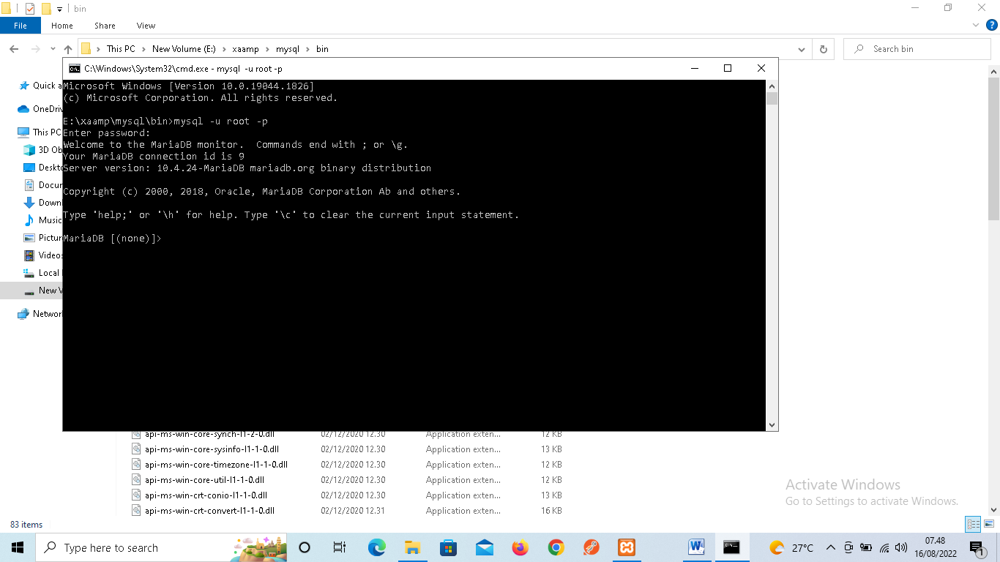 bin
File Home Share View
This PC New Volume (E:) xaamp mysql bin
Search bin
C:\Windows\System32\cmd.exe - mysql -u root -p
Microsoft Windows [Version 10.0.19044.1826]
(c) Microsoft Corporation. All rights reserved.
E:\xaamp\mysql\bin>mysql -u root -p
Enter password:
Welcome to the MariaDB monitor.  Commands end with ; or \g.
Your MariaDB connection id is 9
Server version: 10.4.24-MariaDB mariadb.org binary distribution
Copyright (c) 2000, 2018, Oracle, MariaDB Corporation Ab and others.
Type 'help;' or '\h' for help. Type '\c' to clear the current input statement.
MariaDB [(none)]>
Quick a
OneDriv
This PC
3D Ob
Deskto
Docum
Downl
Music
Pictur
Videos
Local
New V
Networ
api-ms-win-core-synch-l1-2-0.dll 02/12/2020 12.30 Application exten... 12 KB
api-ms-win-core-sysinfo-l1-1-0.dll 02/12/2020 12.30 Application exten... 13 KB
api-ms-win-core-timezone-l1-1-0.dll 02/12/2020 12.30 Application exten... 12 KB
api-ms-win-core-util-l1-1-0.dll 02/12/2020 12.30 Application exten... 12 KB
api-ms-win-crt-conio-l1-1-0.dll 02/12/2020 12.30 Application exten... 13 KB
api-ms-win-crt-convert-l1-1-0.dll 02/12/2020 12.31 Application exten... 16 KB
Activate Windows
Go to Settings to activate Windows.
83 items
Type here to search
27°C
07.48
16/08/2022
1